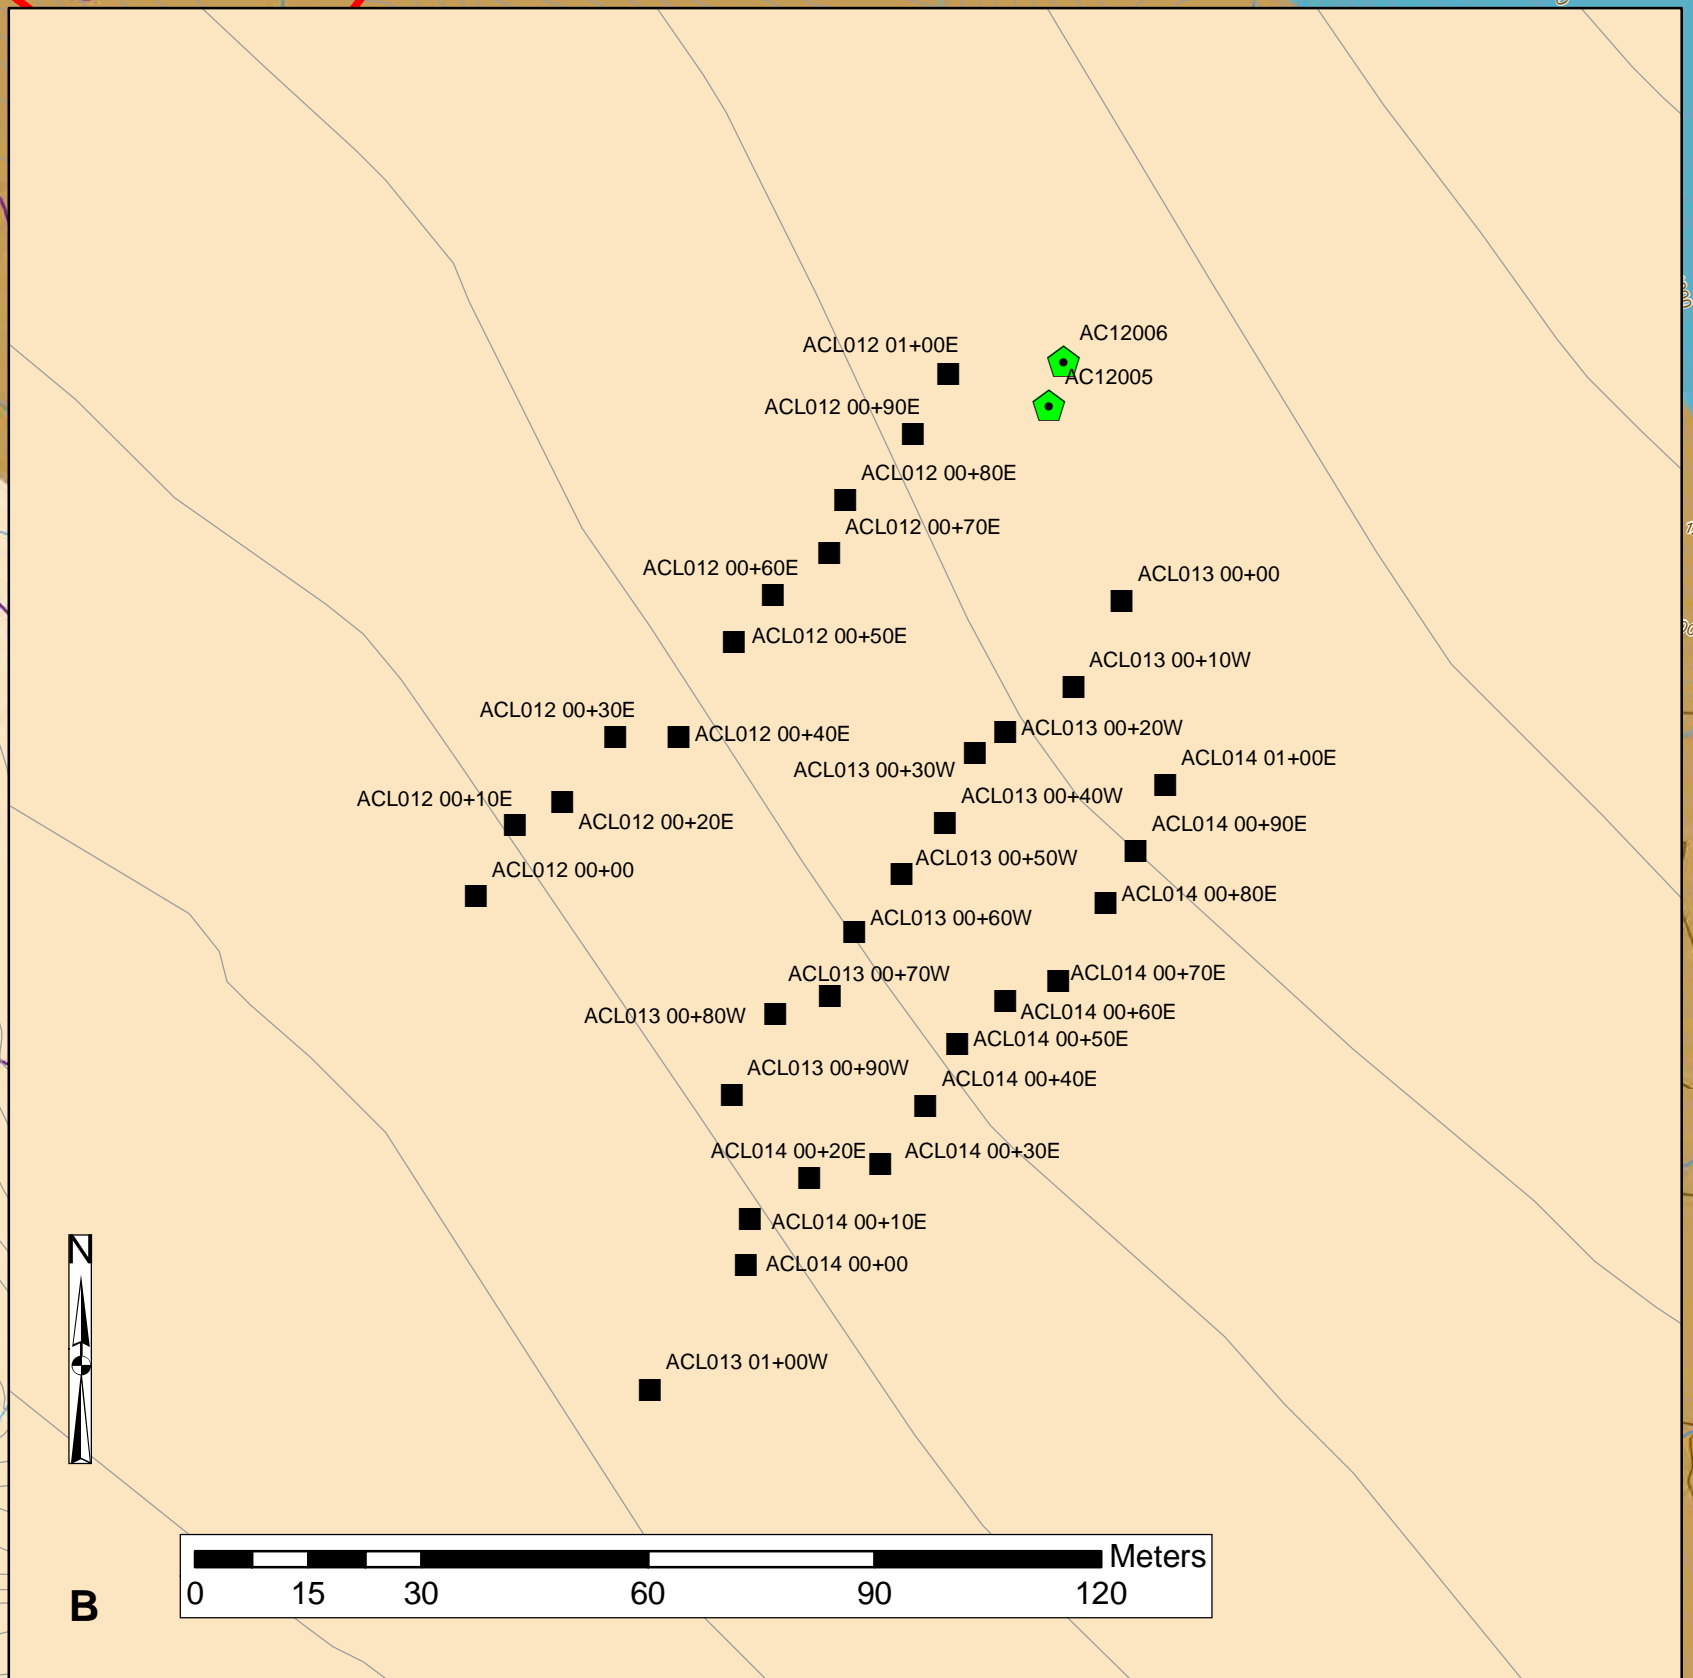 AC12006
ACL012 01+00E
AC12005
ACL012 00+90E
ACL012 00+80E
ACL012 00+70E
ACL012 00+60E
ACL013 00+00
ACL012 00+50E
ACL013 00+10W
ACL012 00+30E
ACL013 00+20W
ACL012 00+40E
ACL014 01+00E
ACL013 00+30W
ACL013 00+40W
ACL012 00+10E
ACL012 00+20E
ACL014 00+90E
ACL013 00+50W
ACL012 00+00
ACL014 00+80E
ACL013 00+60W
ACL013 00+70W
ACL014 00+70E
ACL014 00+60E
ACL013 00+80W
ACL014 00+50E
ACL013 00+90W
ACL014 00+40E
ACL014 00+20E
ACL014 00+30E
ACL014 00+10E
N
ACL014 00+00
ACL013 01+00W
Meters
0 15 30 60 90 120
B